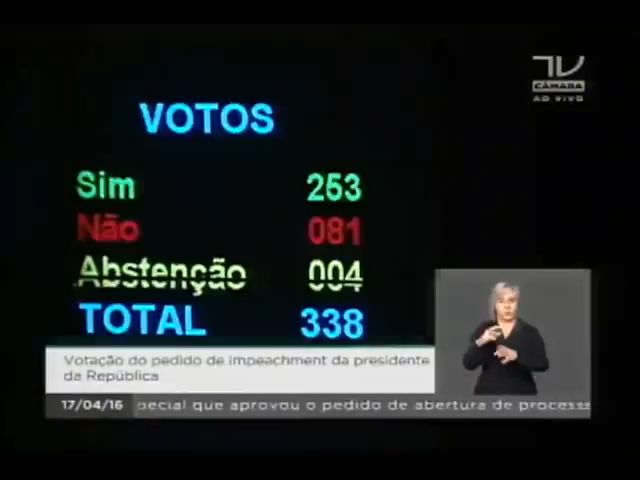 TV
CÂMARA
AO VIVO
VOTOS
Sim 253
Não 081
Abstenção 004
TOTAL 338
Votação do pedido de impeachment da presidente
da República
17/04/16 pecial que aprovou o pedido de abertura de process